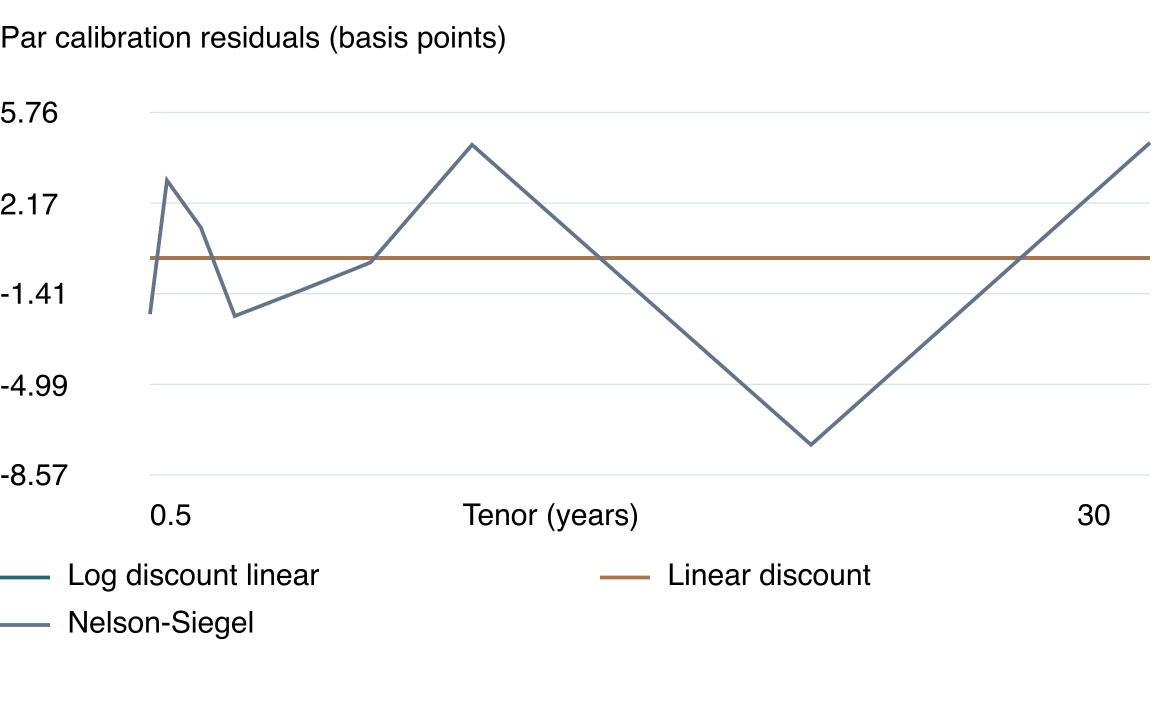 Par calibration residuals (basis points)
5.76
2.17
-1.41
-4.99
-8.57
0.5 Tenor (years) 30
Log discount linear Linear discount
Nelson-Siegel